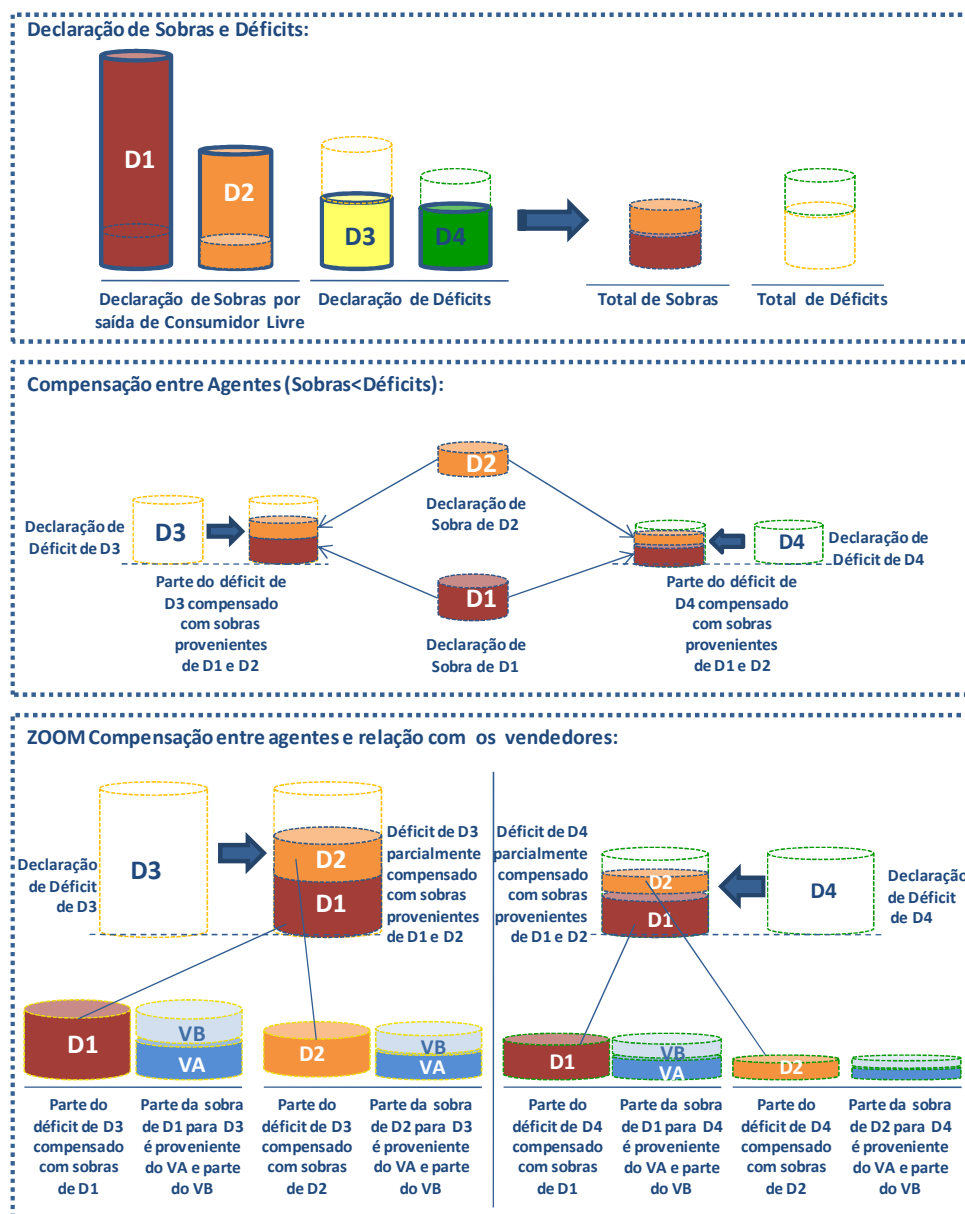 Declaração de Sobras e Déficits:
D1
D2
D3
D4
Declaração de Sobras por
saída de Consumidor Livre
Declaração de Déficits
Total de Sobras
Total de Déficits
Compensação entre Agentes (Sobras<Déficits):
D2
Declaração de
Sobra de D2
Declaração de
Déficit de D3
D3
D4
Declaração de
Déficit de D4
Parte do déficit de
D3 compensado
com sobras
provenientes
de D1 e D2
D1
Declaração de
Sobra de D1
Parte do déficit de
D4 compensado
com sobras
provenientes
de D1 e D2
ZOOM Compensação entre agentes e relação com os vendedores:
Declaração
de Déficit
de D3
D3
D2
D1
Déficit de D3
parcialmente
compensado
com sobras
provenientes
de D1 e D2
Déficit de D4
parcialmente
compensado
com sobras
provenientes
de D1 e D2
D2
D1
D4
Declaração
de Déficit
de D4
D1
VB
VA
D2
VB
VA
D1
VB
VA
D2
Parte do
déficit de D3
compensado
com sobras
de D1
Parte da sobra
de D1 para D3
é proveniente
do VA e parte
do VB
Parte do
déficit de D3
compensado
com sobras
de D2
Parte da sobra
de D2 para D3
é proveniente
do VA e parte
do VB
Parte do
déficit de D4
compensado
com sobras
de D1
Parte da sobra
de D1 para D4
é proveniente
do VA e parte
do VB
Parte do
déficit de D4
compensado
com sobras
de D2
Parte da sobra
de D2 para D4
é proveniente
do VA e parte
do VB